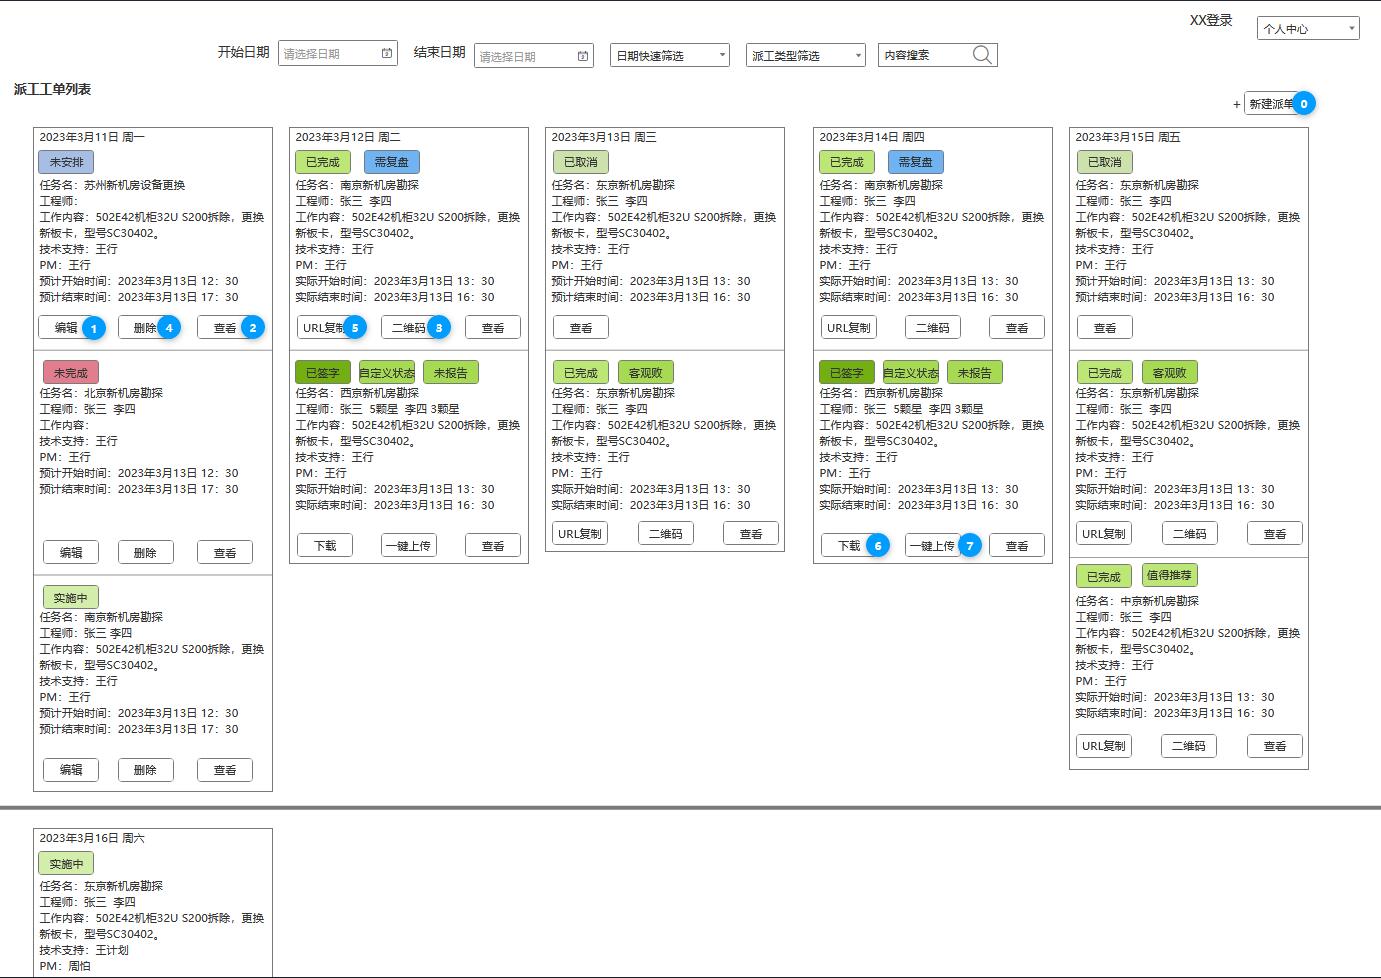 XX登录
个人中心
开始日期
请选择日期
结束日期
请选择日期
日期快速筛选
派工类型筛选
内容搜索
派工工单列表
+ 新建派单 0
2023年3月11日 周一
未安排
任务名：苏州新机房设备更换
工程师：
工作内容：502E42机柜32U S200拆除，更换
新板卡，型号SC30402。
技术支持：王行
PM：王行
预计开始时间：2023年3月13日 12：30
预计结束时间：2023年3月13日 17：30
编辑 1 删除 4 查看 2
未完成
任务名：北京新机房勘探
工程师：张三 李四
工作内容：
技术支持：王行
PM：王行
预计开始时间：2023年3月13日 12：30
预计结束时间：2023年3月13日 17：30
编辑 删除 查看
实施中
任务名：南京新机房勘探
工程师：张三 李四
工作内容：502E42机柜32U S200拆除，更换
新板卡，型号SC30402。
技术支持：王行
PM：王行
预计开始时间：2023年3月13日 12：30
预计结束时间：2023年3月13日 17：30
编辑 删除 查看
2023年3月12日 周二
已完成 需复盘
任务名：南京新机房勘探
工程师：张三 李四
工作内容：502E42机柜32U S200拆除，更换
新板卡，型号SC30402。
技术支持：王行
PM：王行
实际开始时间：2023年3月13日 13：30
实际结束时间：2023年3月13日 16：30
URL复制 5 二维码 3 查看
已签字 自定义状态 未报告
任务名：西京新机房勘探
工程师：张三 5颗星 李四 3颗星
工作内容：502E42机柜32U S200拆除，更换
新板卡，型号SC30402。
技术支持：王行
PM：王行
实际开始时间：2023年3月13日 13：30
实际结束时间：2023年3月13日 16：30
下载 一键上传 查看
2023年3月13日 周三
已取消
任务名：东京新机房勘探
工程师：张三 李四
工作内容：502E42机柜32U S200拆除，更换
新板卡，型号SC30402。
技术支持：王行
PM：王行
预计开始时间：2023年3月13日 13：30
预计结束时间：2023年3月13日 16：30
查看
已完成 客观败
任务名：东京新机房勘探
工程师：张三 李四
工作内容：502E42机柜32U S200拆除，更换
新板卡，型号SC30402。
技术支持：王行
PM：王行
实际开始时间：2023年3月13日 13：30
实际结束时间：2023年3月13日 16：30
URL复制 二维码 查看
2023年3月14日 周四
已完成 需复盘
任务名：南京新机房勘探
工程师：张三 李四
工作内容：502E42机柜32U S200拆除，更换
新板卡，型号SC30402。
技术支持：王行
PM：王行
实际开始时间：2023年3月13日 13：30
实际结束时间：2023年3月13日 16：30
URL复制 二维码 查看
已签字 自定义状态 未报告
任务名：西京新机房勘探
工程师：张三 5颗星 李四 3颗星
工作内容：502E42机柜32U S200拆除，更换
新板卡，型号SC30402。
技术支持：王行
PM：王行
实际开始时间：2023年3月13日 13：30
实际结束时间：2023年3月13日 16：30
下载 6 一键上传 7 查看
2023年3月15日 周五
已取消
任务名：东京新机房勘探
工程师：张三 李四
工作内容：502E42机柜32U S200拆除，更换
新板卡，型号SC30402。
技术支持：王行
PM：王行
预计开始时间：2023年3月13日 13：30
预计结束时间：2023年3月13日 16：30
查看
已完成 客观败
任务名：东京新机房勘探
工程师：张三 李四
工作内容：502E42机柜32U S200拆除，更换
新板卡，型号SC30402。
技术支持：王行
PM：王行
实际开始时间：2023年3月13日 13：30
实际结束时间：2023年3月13日 16：30
URL复制 二维码 查看
已完成 值得推荐
任务名：中京新机房勘探
工程师：张三 李四
工作内容：502E42机柜32U S200拆除，更换
新板卡，型号SC30402。
技术支持：王行
PM：王行
实际开始时间：2023年3月13日 13：30
实际结束时间：2023年3月13日 16：30
URL复制 二维码 查看
2023年3月16日 周六
实施中
任务名：东京新机房勘探
工程师：张三 李四
工作内容：502E42机柜32U S200拆除，更换
新板卡，型号SC30402。
技术支持：王计划
PM：周怕